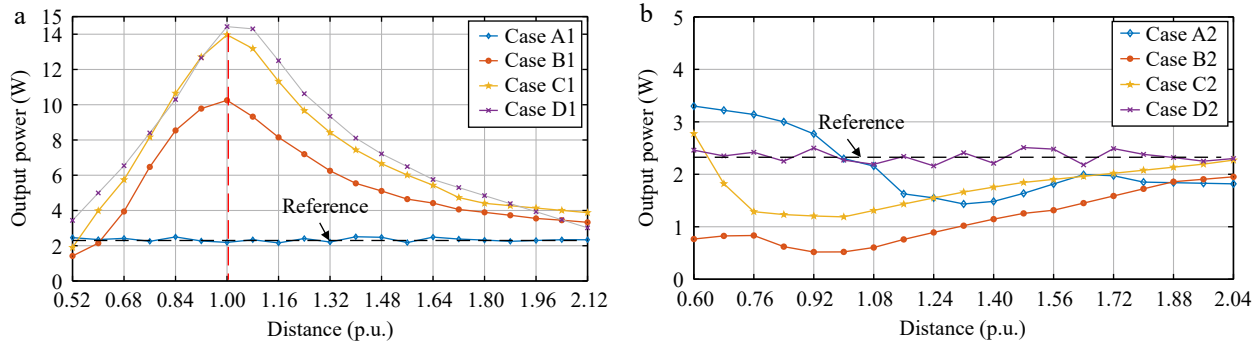 a
Output power (W)
15
14
12
10
8
6
4
2
0
Case A1
Case B1
Case C1
Case D1
Reference
0.52 0.68 0.84 1.00 1.16 1.32 1.48 1.64 1.80 1.96 2.12
Distance (p.u.)
b
Output power (W)
5
4
3
2
1
0
Case A2
Case B2
Case C2
Case D2
Reference
0.60 0.76 0.92 1.08 1.24 1.40 1.56 1.72 1.88 2.04
Distance (p.u.)